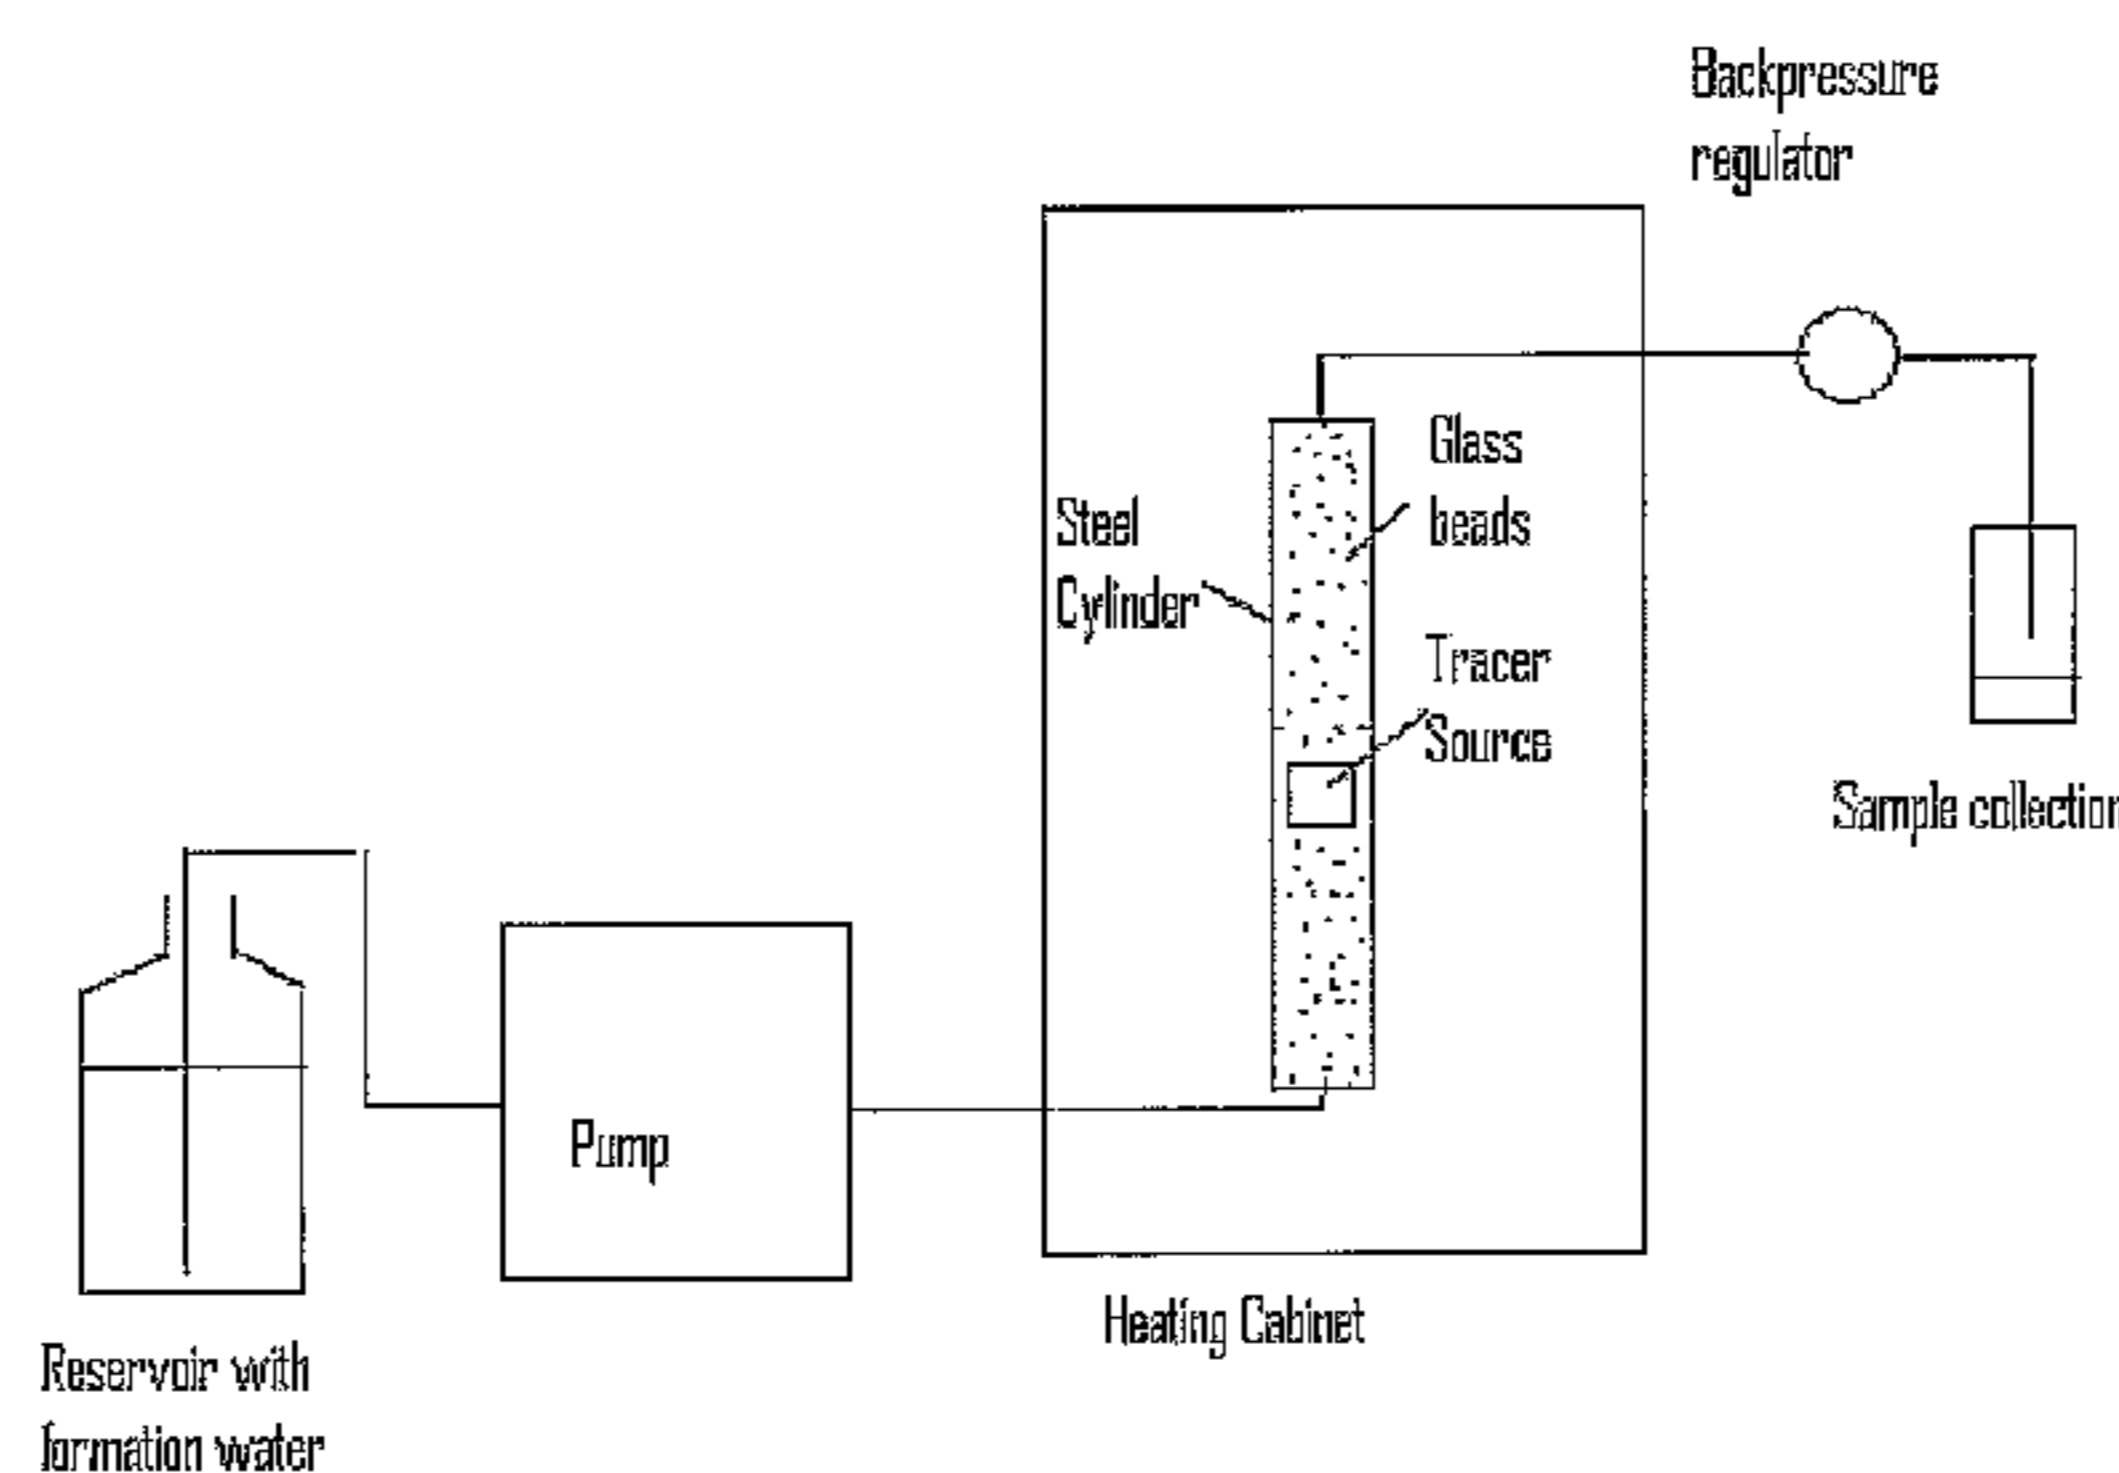 Backpressure
regulator
Glass
beads
Steel
Cylinder
Tracer
Source
Sample collection
Pump
Heating Cabinet
Reservoir with
formation water